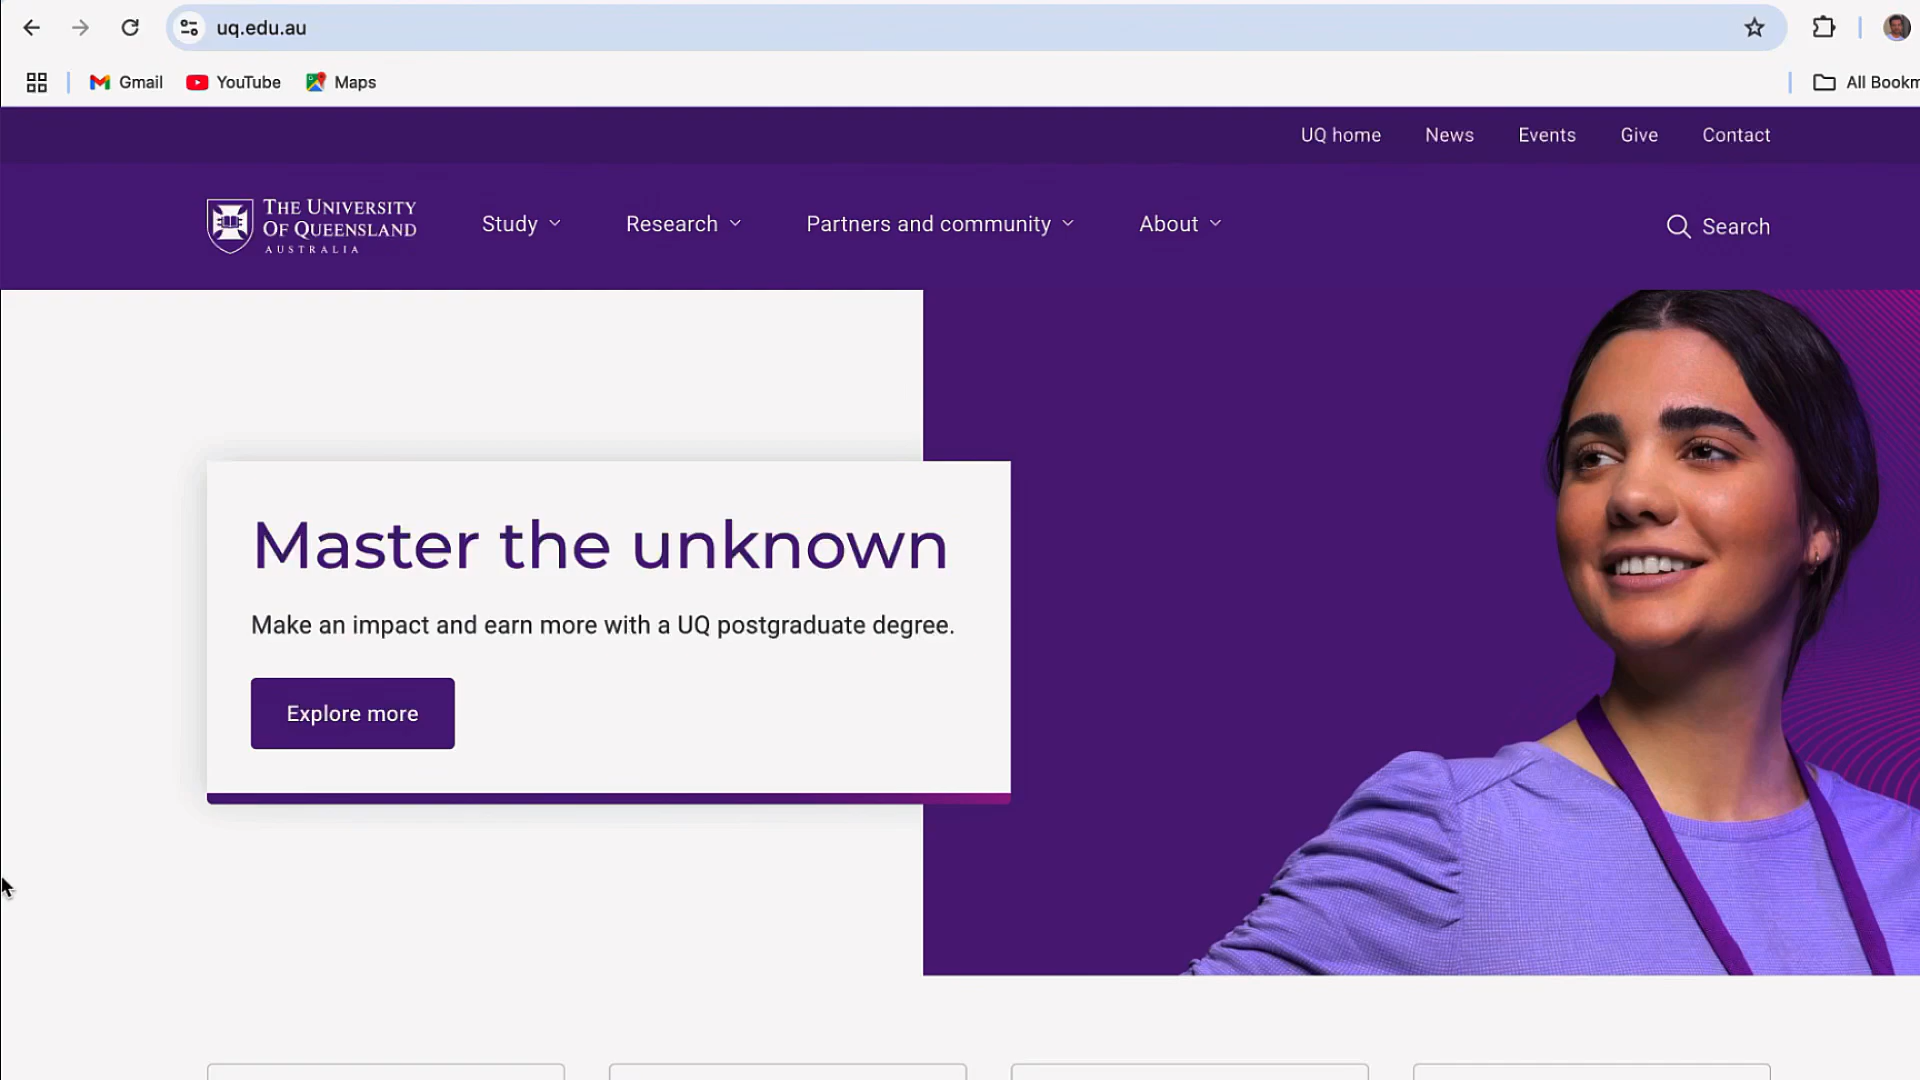 uq.edu.au
Gmail
YouTube
Maps
All Bookm
UQ home
News
Events
Give
Contact
THE UNIVERSITY
OF QUEENSLAND
AUSTRALIA
Study
Research
Partners and community
About
Search
Master the unknown
Make an impact and earn more with a UQ postgraduate degree.
Explore more